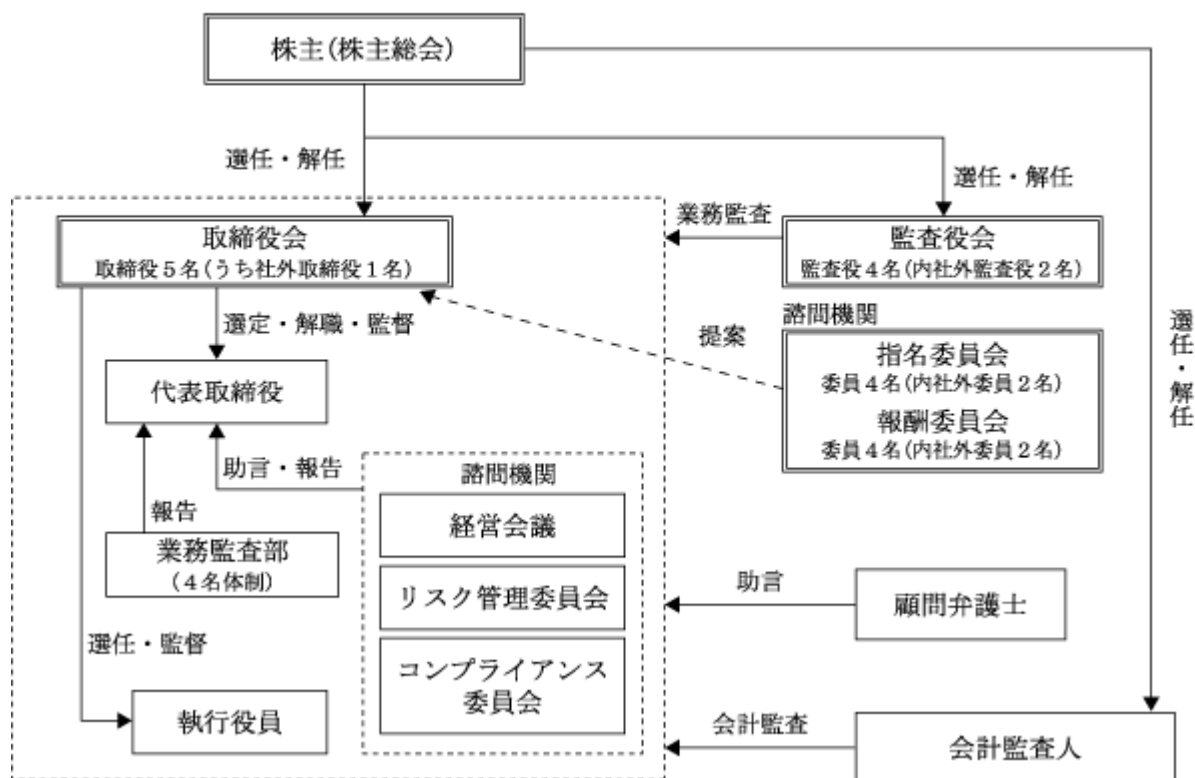 株主(株主総会)
選任・解任
選任・解任
業務監査
取締役会
取締役5名(うち社外取締役1名)
監査役会
監査役4名(内社外監査役2名)
選定・解職・監督
提案
諮問機関
指名委員会
委員4名(内社外委員2名)
報酬委員会
委員4名(内社外委員2名)
選任・解任
代表取締役
助言・報告
諮問機関
経営会議
リスク管理委員会
コンプライアンス
委員会
報告
業務監査部
(4名体制)
選任・監督
執行役員
助言
顧問弁護士
会計監査
会計監査人